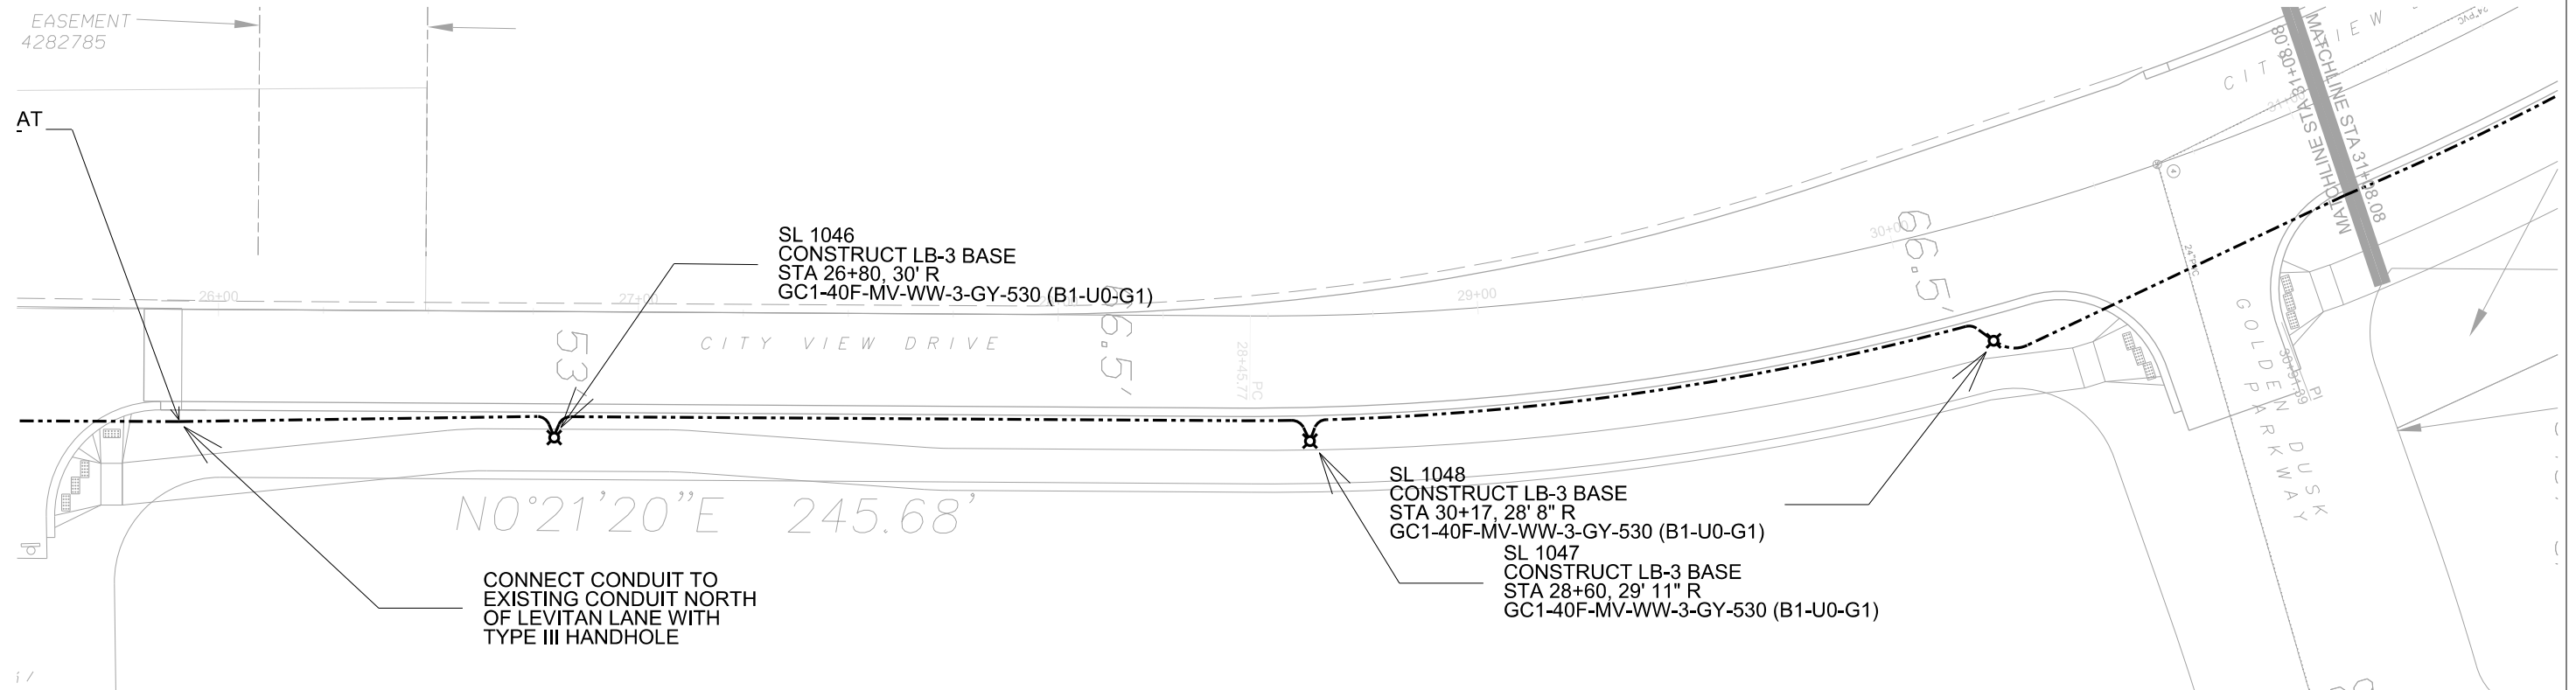 EASEMENT
4282785
AT
SL 1046
CONSTRUCT LB-3 BASE
STA 26+80, 30' R
GC1-40F-MV-WW-3-GY-530 (B1-U0-G1)
26+00
27+00
29+00
30+00
53'
66.5'
66.5'
CITY VIEW DRIVE
28+45.77
PC
N0°21'20"E 245.68'
CONNECT CONDUIT TO
EXISTING CONDUIT NORTH
OF LEVITAN LANE WITH
TYPE III HANDHOLE
SL 1048
CONSTRUCT LB-3 BASE
STA 30+17, 28' 8" R
GC1-40F-MV-WW-3-GY-530 (B1-U0-G1)
SL 1047
CONSTRUCT LB-3 BASE
STA 28+60, 29' 11" R
GC1-40F-MV-WW-3-GY-530 (B1-U0-G1)
MATCHLINE STA 31+08.08
MATCHLINE STA 31+08.08
24"PVC
24"PVC
4
GOLDEN DUSK
PARKWAY
PI